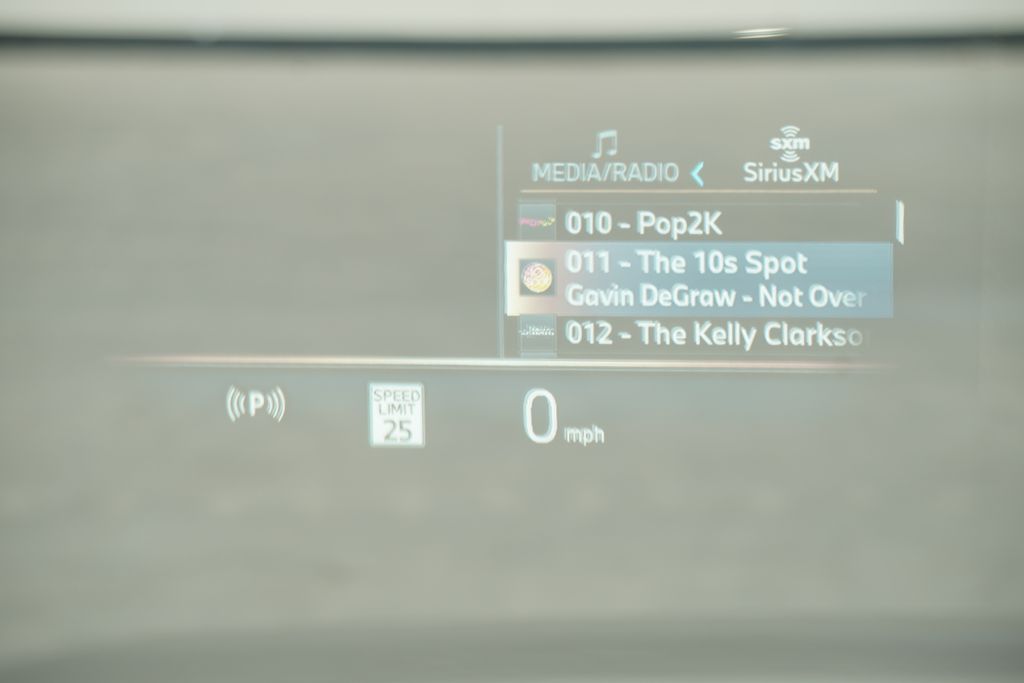 MEDIA/RADIO
sxm
SiriusXM
010 - Pop2K
011 - The 10s Spot
Gavin DeGraw - Not Over
012 - The Kelly Clarkso
P
SPEED
LIMIT
25
0 mph